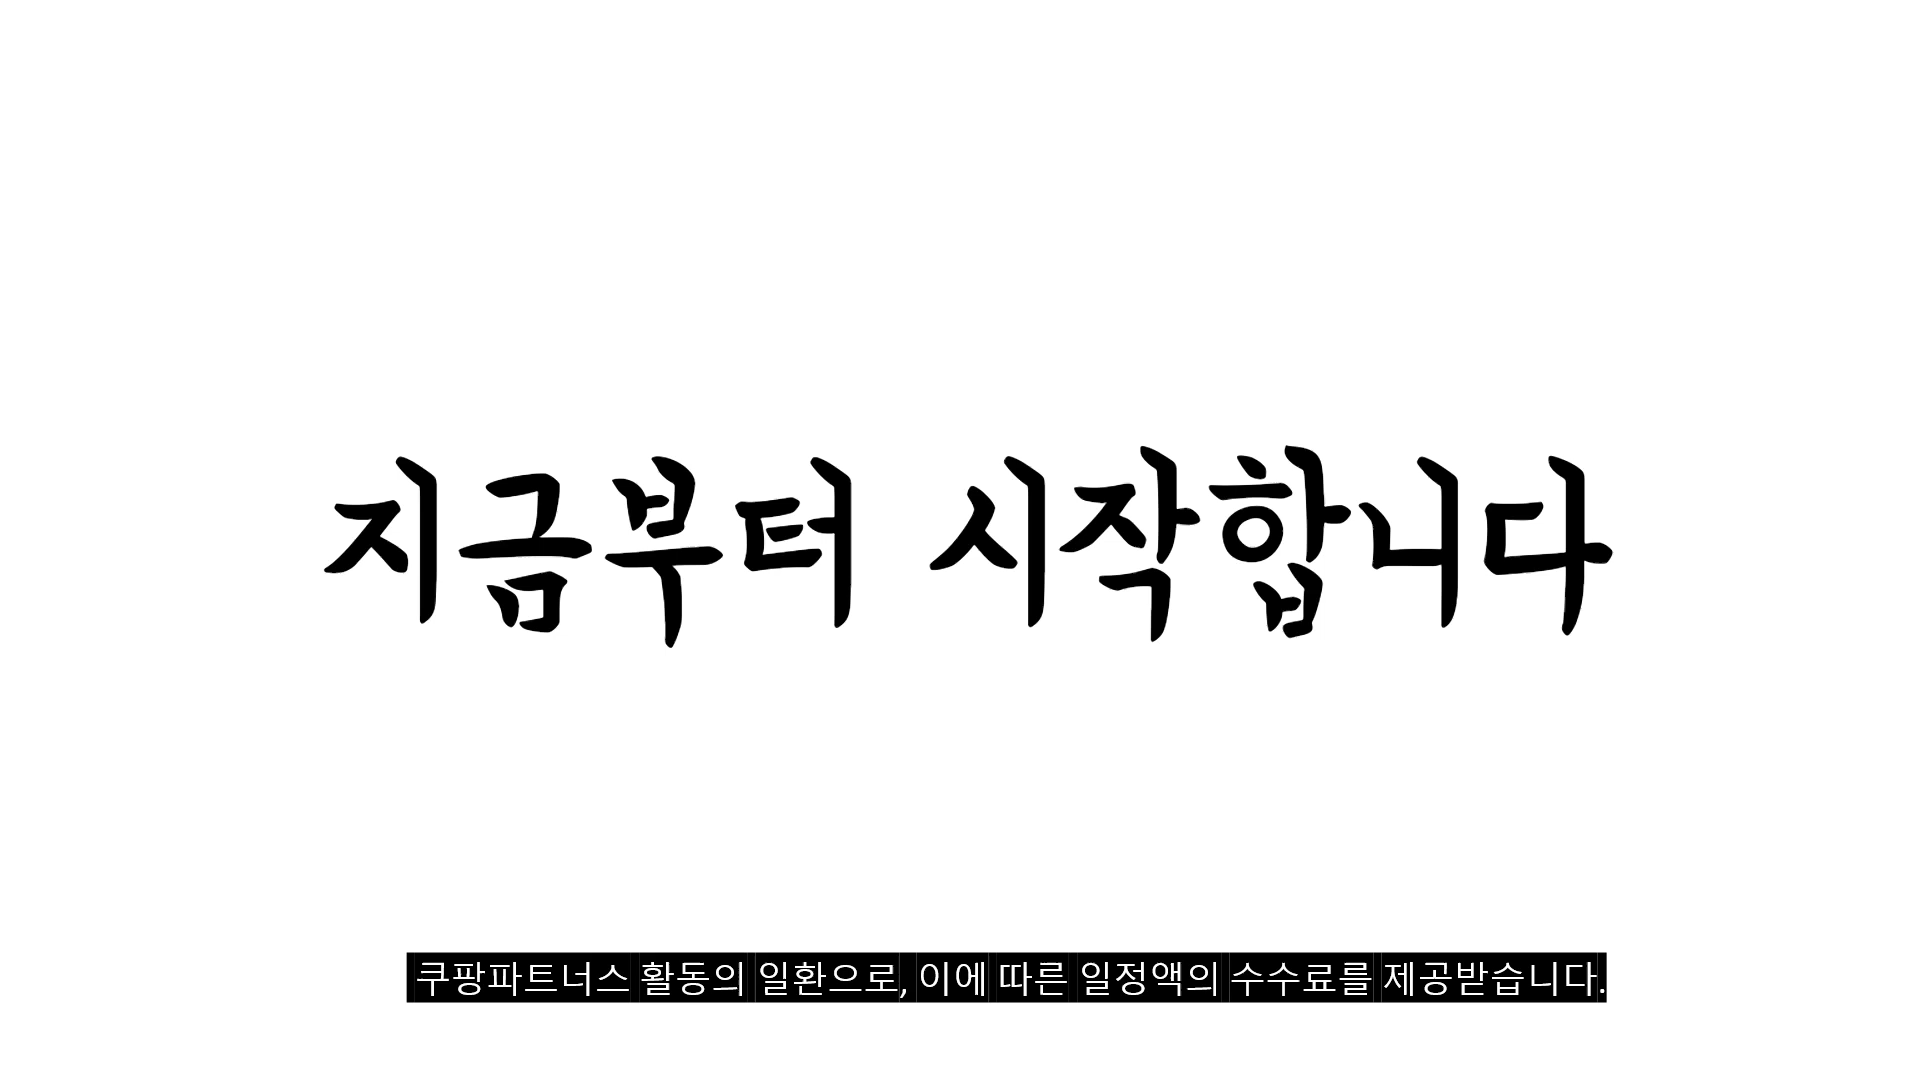 지금부터 시작합니다
쿠팡파트너스 활동의 일환으로, 이에 따른 일정액의 수수료를 제공받습니다.